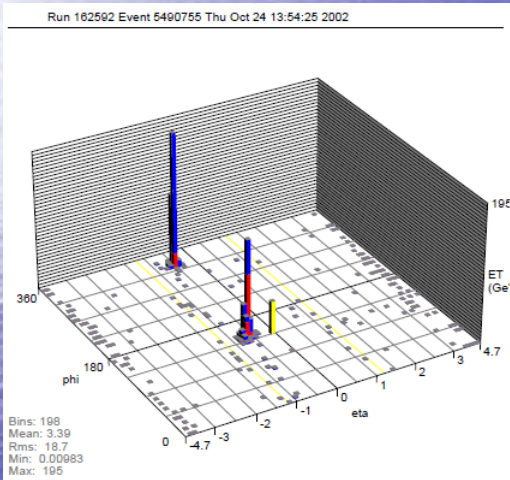 Run 162592 Event 5490755 Thu Oct 24 13:54:25 2002
195
ET
(GeV
360
180
phi
0
-4.7
-3
-2
-1
0
1
2
3
4.7
eta
Bins: 198
Mean: 3.39
Rms: 18.7
Min: 0.00983
Max: 195